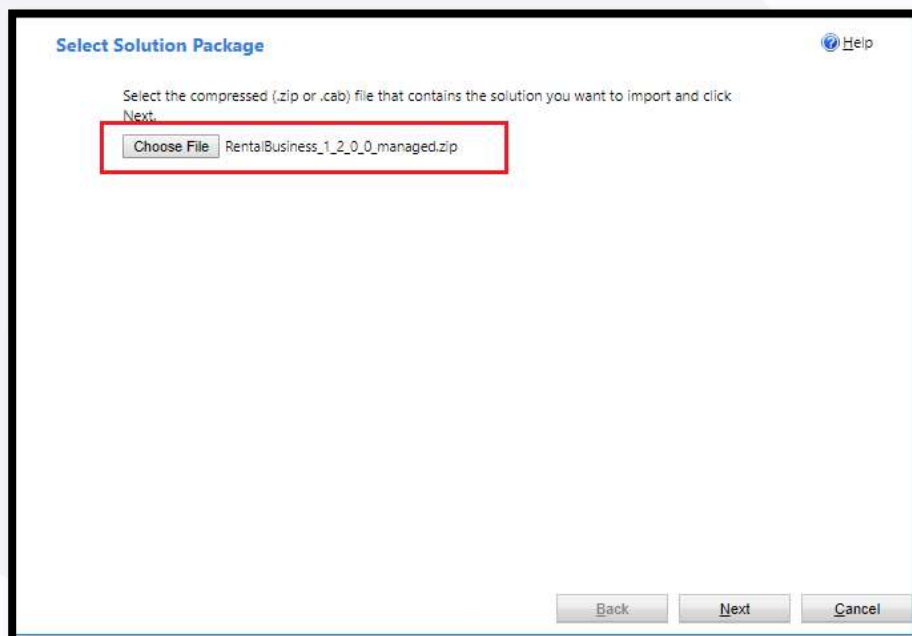 Select Solution Package
Help
Select the compressed (.zip or .cab) file that contains the solution you want to import and click
Next.
Choose File RentalBusiness_1_2_0_0_managed.zip
Back Next Cancel